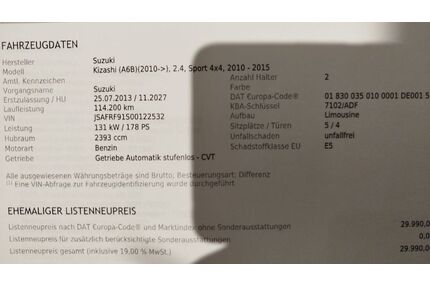 FAHRZEUGDATEN
Hersteller Suzuki
Modell Kizashi (A6B)(2010->), 2.4, Sport 4x4, 2010 - 2015
Amtl. Kennzeichen Anzahl Halter 2
Vorgangsname Suzuki Farbe
Erstzulassung / HU 25.07.2013 / 11.2027 DAT €uropa-Code® 01 830 035 010 0001 DE001 5
Laufleistung 114.200 km KBA-Schlüssel 7102/ADF
VIN JSAFRF91S00122532 Aufbau Limousine
Leistung 131 kW / 178 PS Sitzplätze / Türen 5 / 4
Hubraum 2393 ccm Unfallschaden unfallfrei
Motorart Benzin Schadstoffklasse EU E5
Getriebe Getriebe Automatik stufenlos - CVT
Alle ausgewiesenen Währungsbeträge sind Brutto; Besteuerungsart: Differenz
(1) Eine VIN-Abfrage zur Fahrzeugidentifizierung wurde durchgeführt
EHEMALIGER LISTENNEUPREIS
Listenneupreis nach DAT €uropa-Code® und Marktindex ohne Sonderausstattungen 29.990,0
Listenneupreis für zusätzlich berücksichtigte Sonderausstattungen 0,0
Listenneupreis gesamt (inklusive 19,00 % MwSt.) 29.990,0